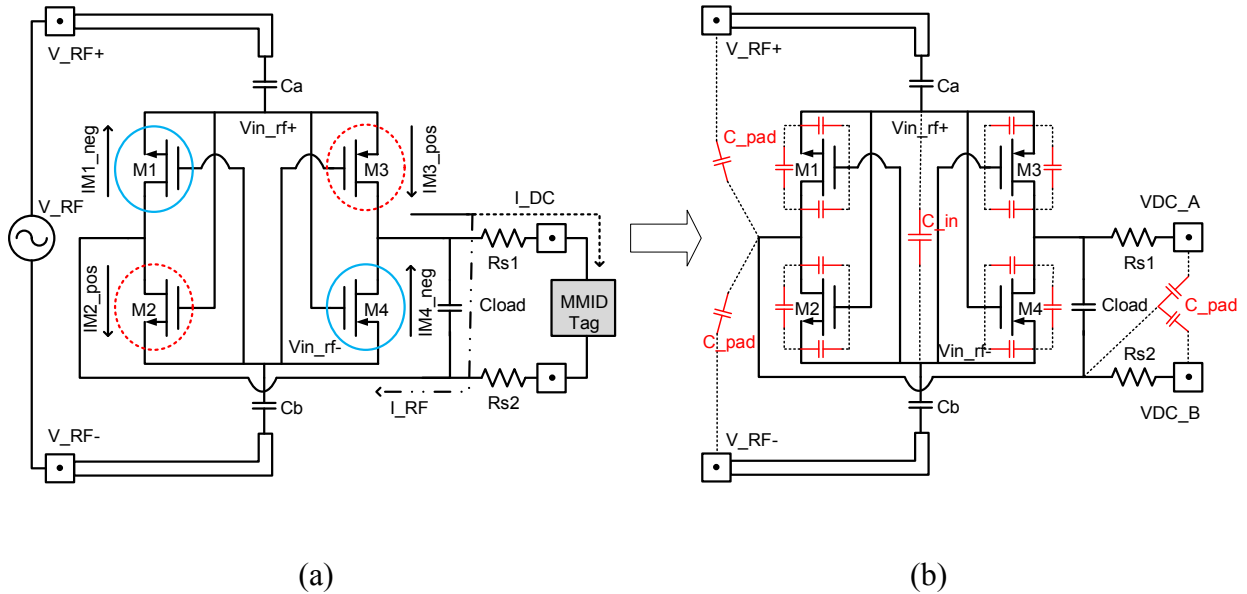 V_RF+
Ca
Vin_rf+
IM1_neg
M1
M3
IM3_pos
V_RF
I_DC
Rs1
IM2_pos
M2
M4
IM4_neg
Cload
MMID
Tag
Vin_rf-
Rs2
I_RF
Cb
V_RF-
(a)
V_RF+
Ca
C_pad
Vin_rf+
M1
M3
C_in
VDC_A
Rs1
M2
M4
Cload
C_pad
C_pad
Vin_rf-
Rs2
VDC_B
Cb
V_RF-
(b)